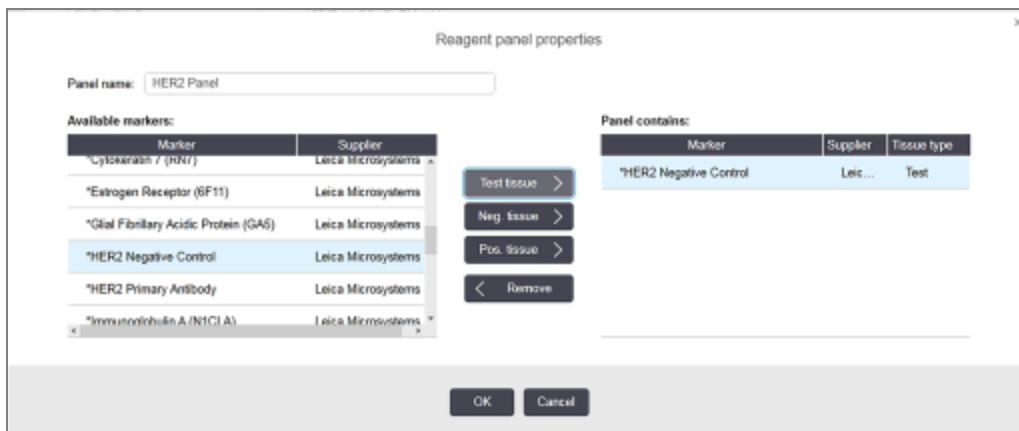 Reagent panel properties
Panel name: HER2 Panel
Available markers:
Panel contains:
Marker Supplier
Marker Supplier Tissue type
*Cytokeratin 7 (RN7) Leica Microsystems
*HER2 Negative Control Leic... Test
*Estrogen Receptor (6F11) Leica Microsystems
*Glial Fibrillary Acidic Protein (GA5) Leica Microsystems
*HER2 Negative Control Leica Microsystems
*HER2 Primary Antibody Leica Microsystems
*Immunoglobulin A (N1CLA) Leica Microsystems
Test tissue
Neg. tissue
Pos. tissue
Remove
OK Cancel